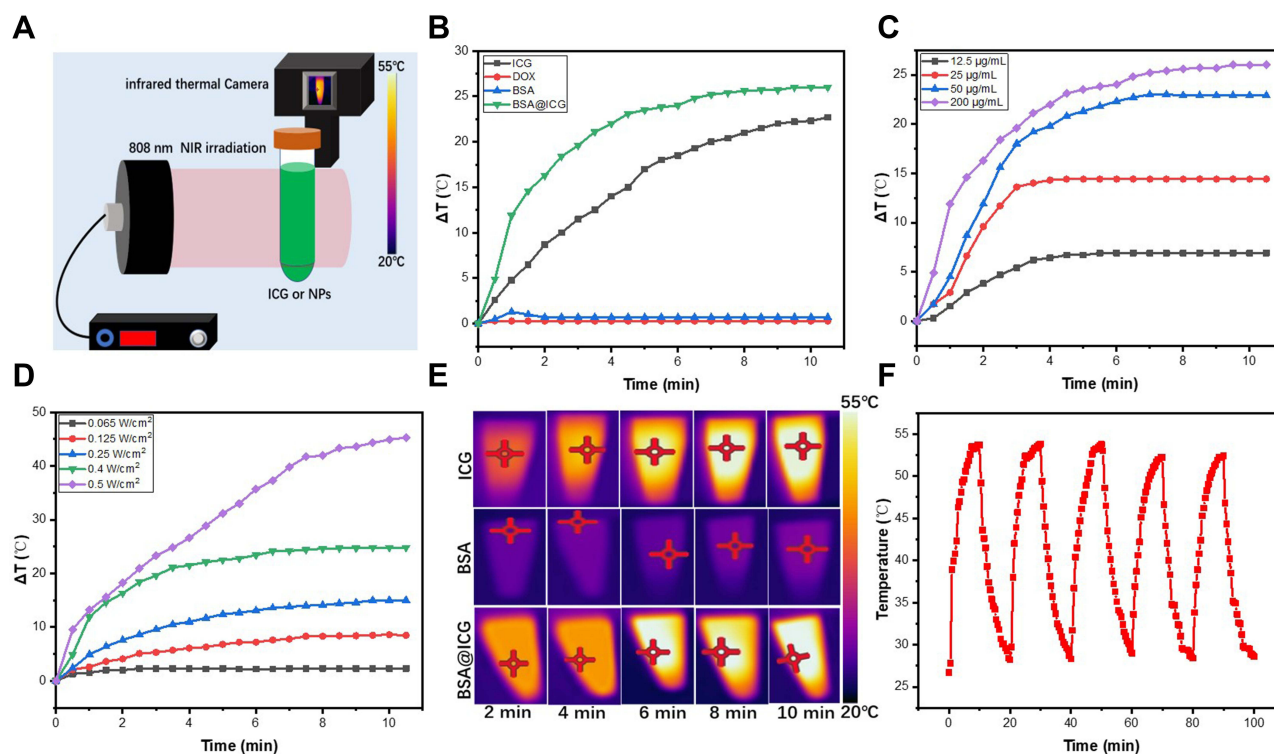 A
infrared thermal Camera
55℃
808 nm NIR irradiation
20℃
ICG or NPs
B
ICG
DOX
BSA
BSA@ICG
ΔT (℃)
30
25
20
15
10
5
0
0 2 4 6 8 10
Time (min)
C
12.5 μg/mL
25 μg/mL
50 μg/mL
200 μg/mL
ΔT (℃)
25
20
15
10
5
0
0 2 4 6 8 10
Time (min)
D
0.065 W/cm²
0.125 W/cm²
0.25 W/cm²
0.4 W/cm²
0.5 W/cm²
ΔT (℃)
50
40
30
20
10
0
0 2 4 6 8 10
Time (min)
E
55℃
ICG
BSA
BSA@ICG
2 min 4 min 6 min 8 min 10 min 20℃
F
Temperature (℃)
55
50
45
40
35
30
25
0 20 40 60 80 100
Time (min)